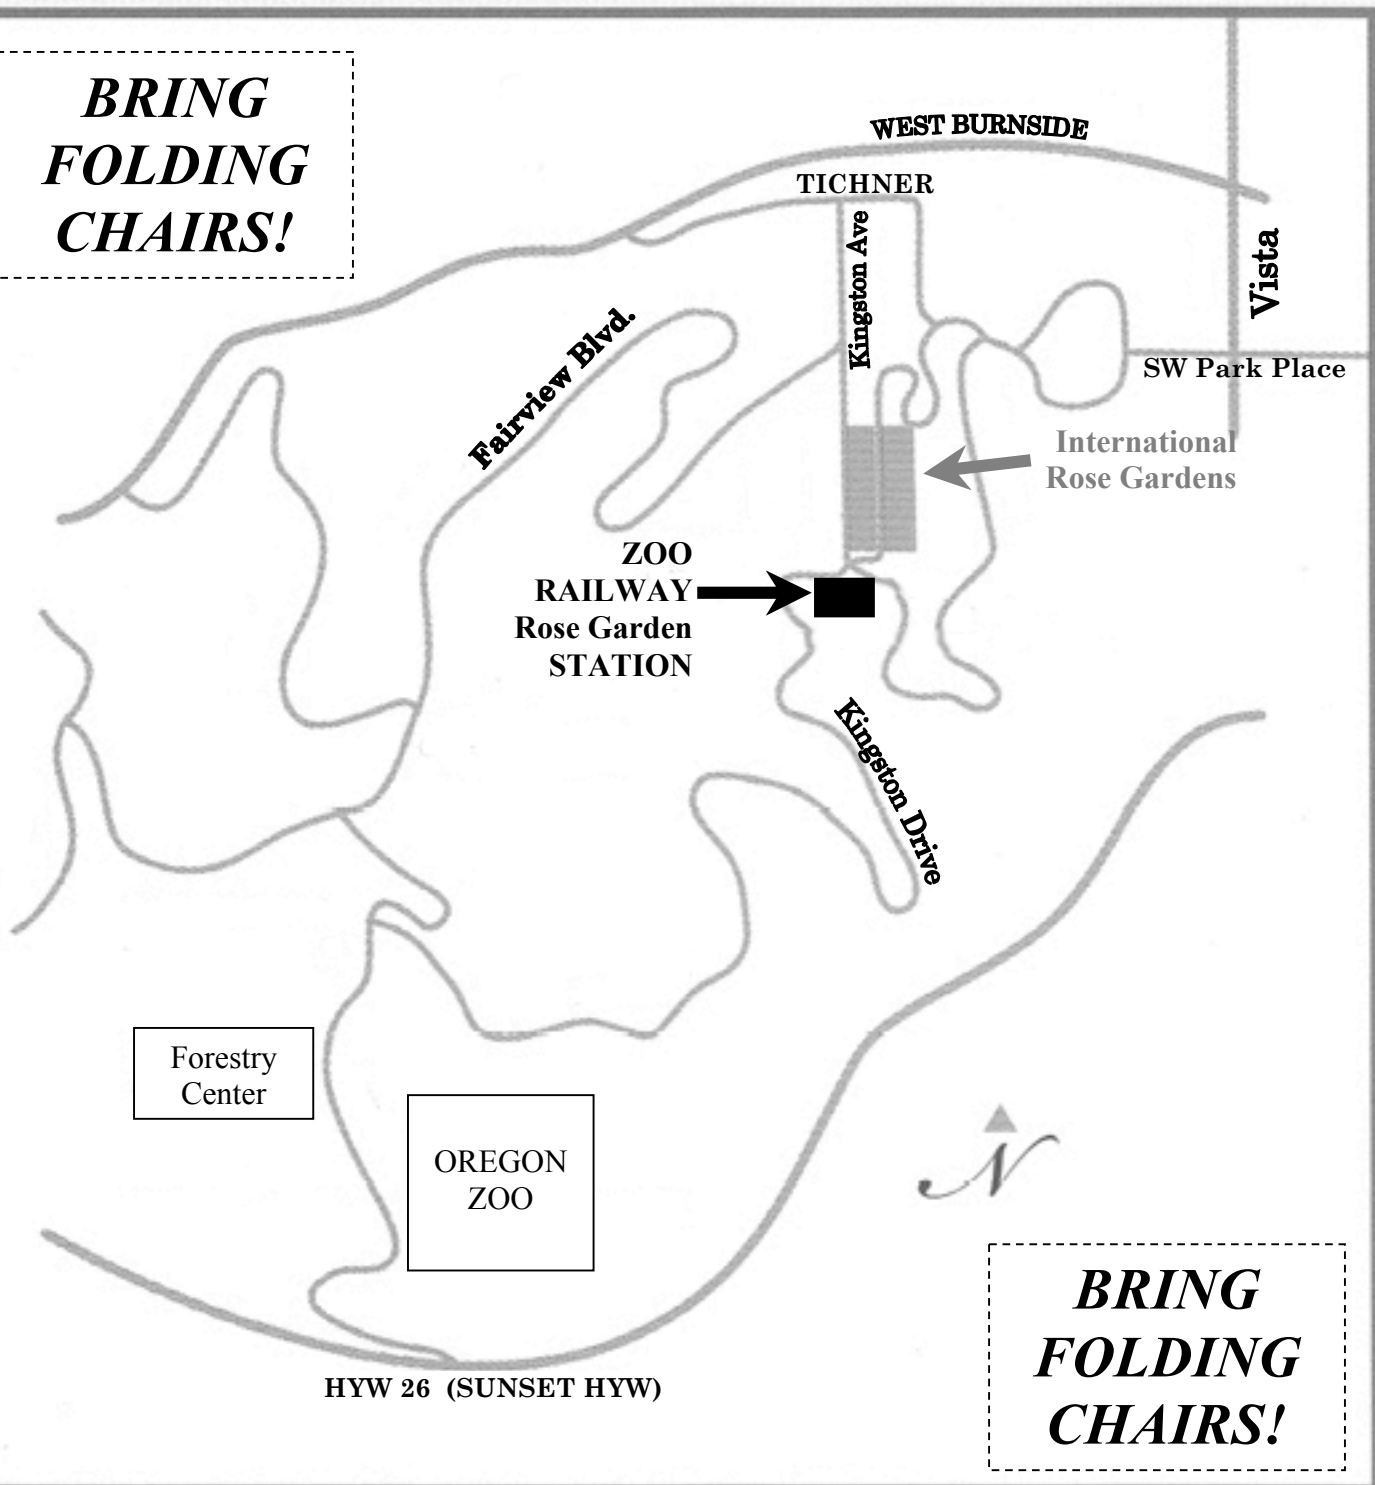 BRING
FOLDING
CHAIRS!
WEST BURNSIDE
TICHNER
Kingston Ave
Vista
Fairview Blvd.
SW Park Place
International
Rose Gardens
ZOO
RAILWAY
Rose Garden
STATION
Kingston Drive
Forestry
Center
OREGON
ZOO
N
HYW 26 (SUNSET HYW)
BRING
FOLDING
CHAIRS!